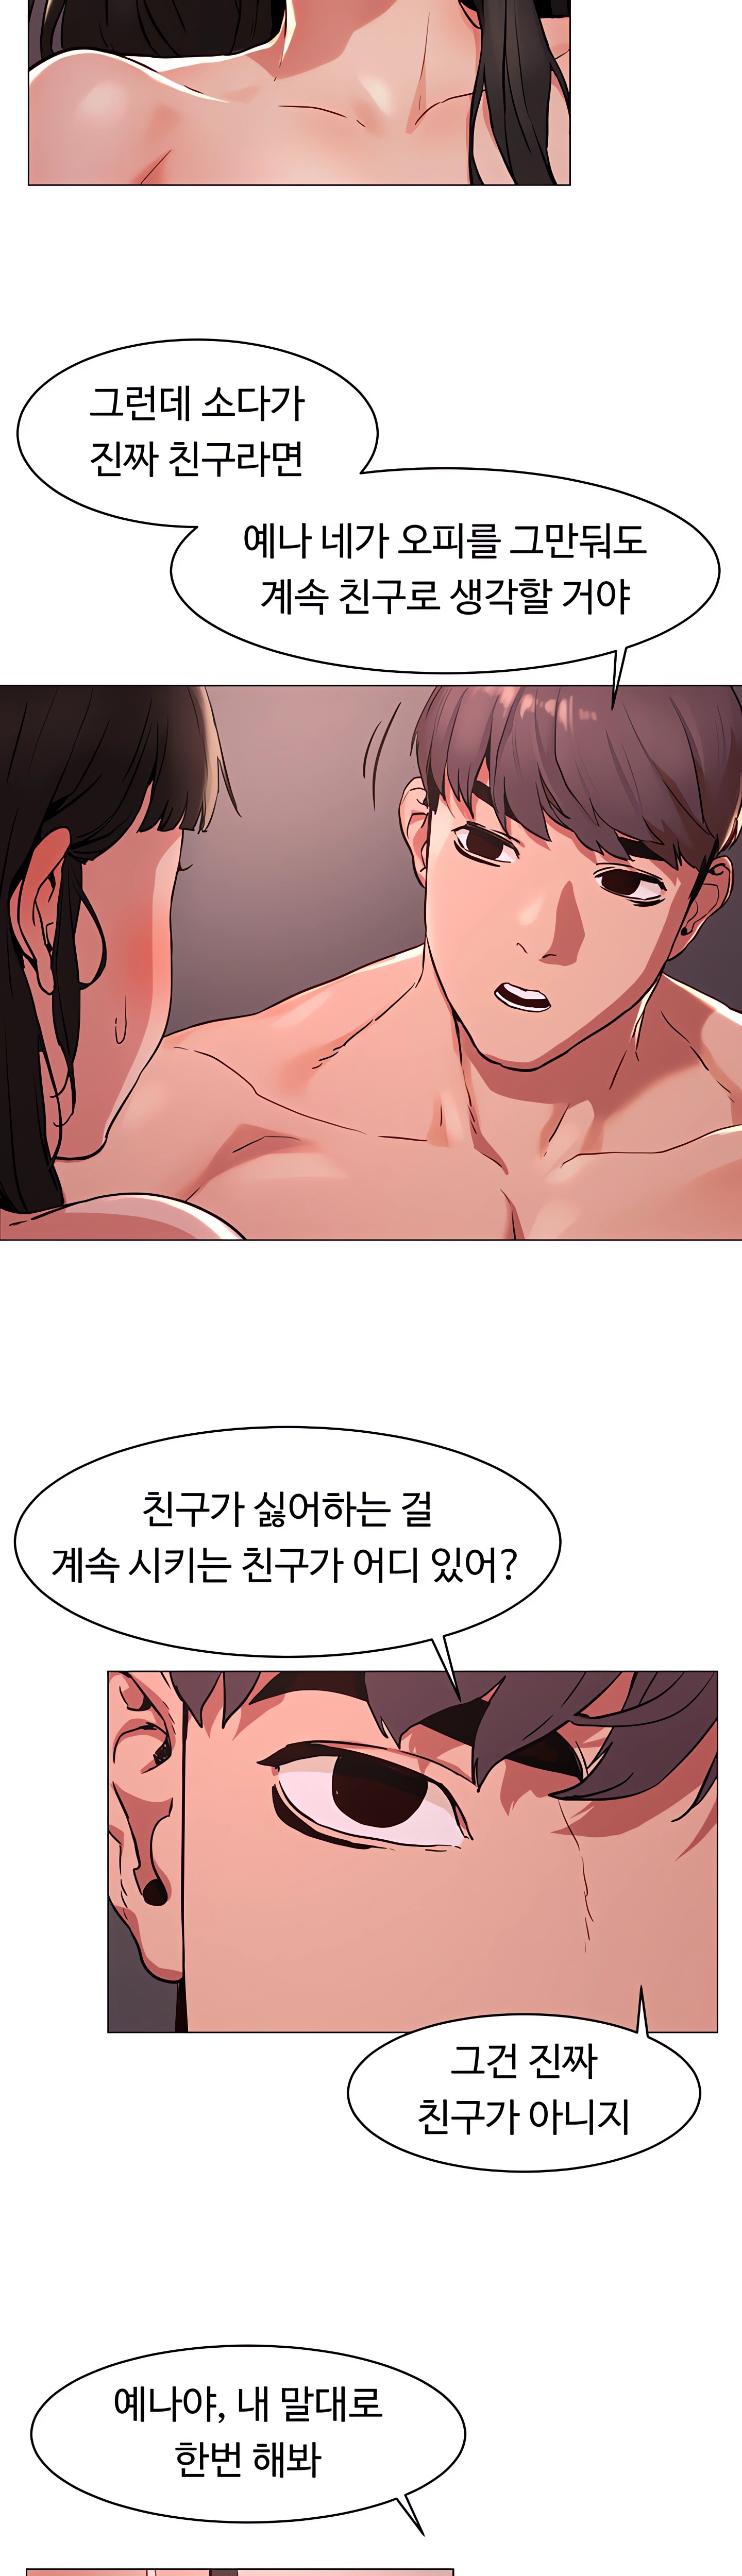 그런데 소다가
진짜 친구라면
예나 네가 오피를 그만둬도
계속 친구로 생각할 거야
친구가 싫어하는 걸
계속 시키는 친구가 어디 있어?
그건 진짜
친구가 아니지
예나야, 내 말대로
한번 해봐